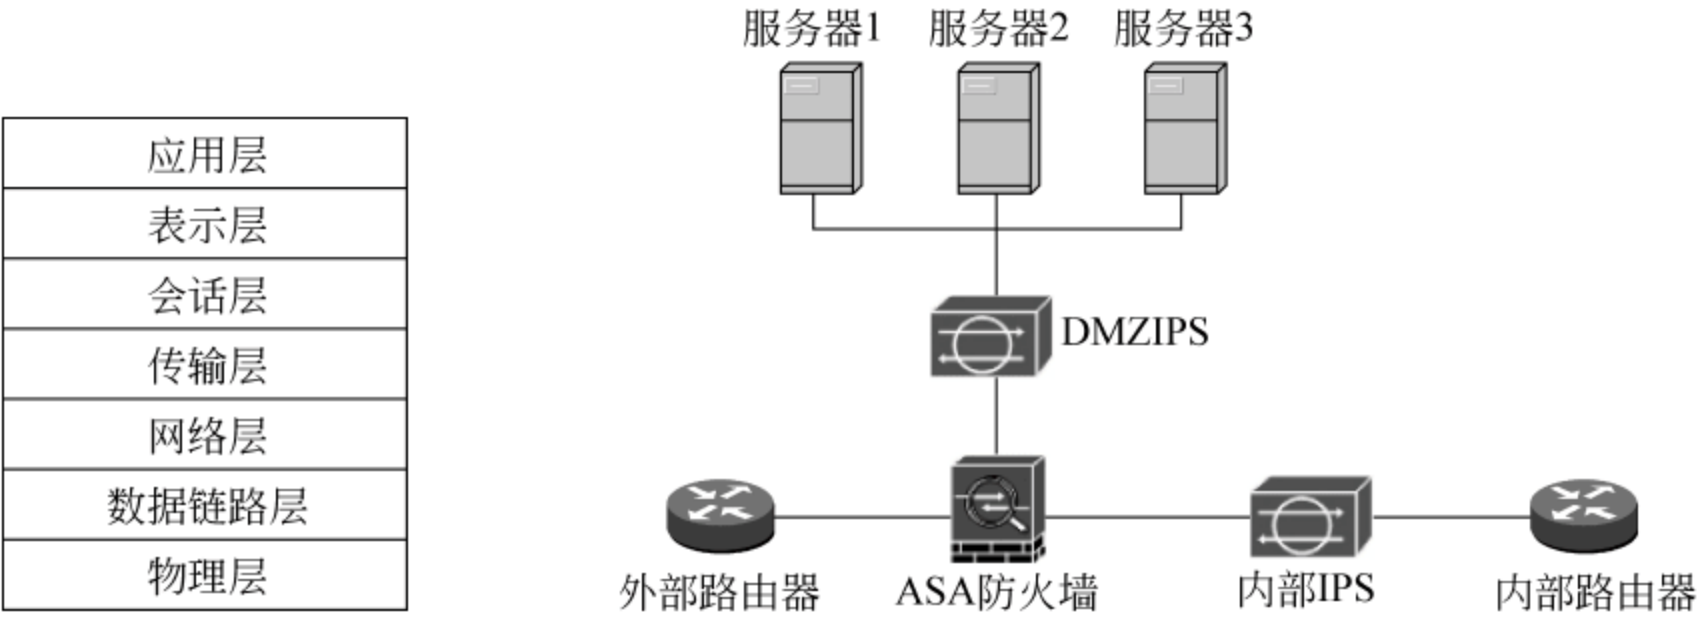 应用层
表示层
会话层
传输层
网络层
数据链路层
物理层
服务器1 服务器2 服务器3
DMZIPS
外部路由器 ASA防火墙 内部IPS 内部路由器